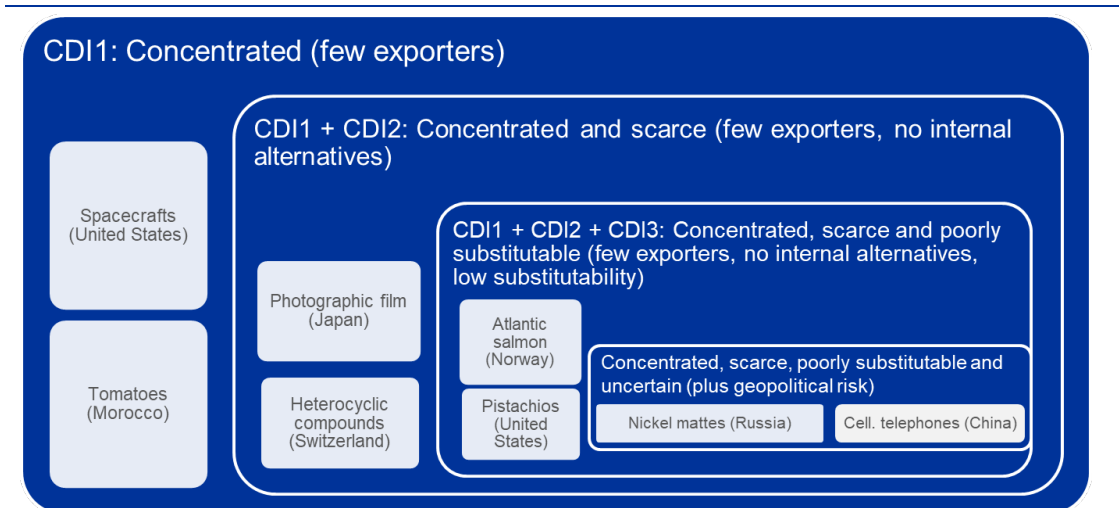 CDI1: Concentrated (few exporters)
CDI1 + CDI2: Concentrated and scarce (few exporters, no internal
alternatives)
Spacecrafts
(United States)
CDI1 + CDI2 + CDI3: Concentrated, scarce and poorly
substitutable (few exporters, no internal alternatives,
low substitutability)
Photographic film
(Japan)
Atlantic
salmon
(Norway)
Concentrated, scarce, poorly substitutable and
uncertain (plus geopolitical risk)
Tomatoes
(Morocco)
Heterocyclic
compounds
(Switzerland)
Pistachios
(United
States)
Nickel mattes (Russia)
Cell. telephones (China)